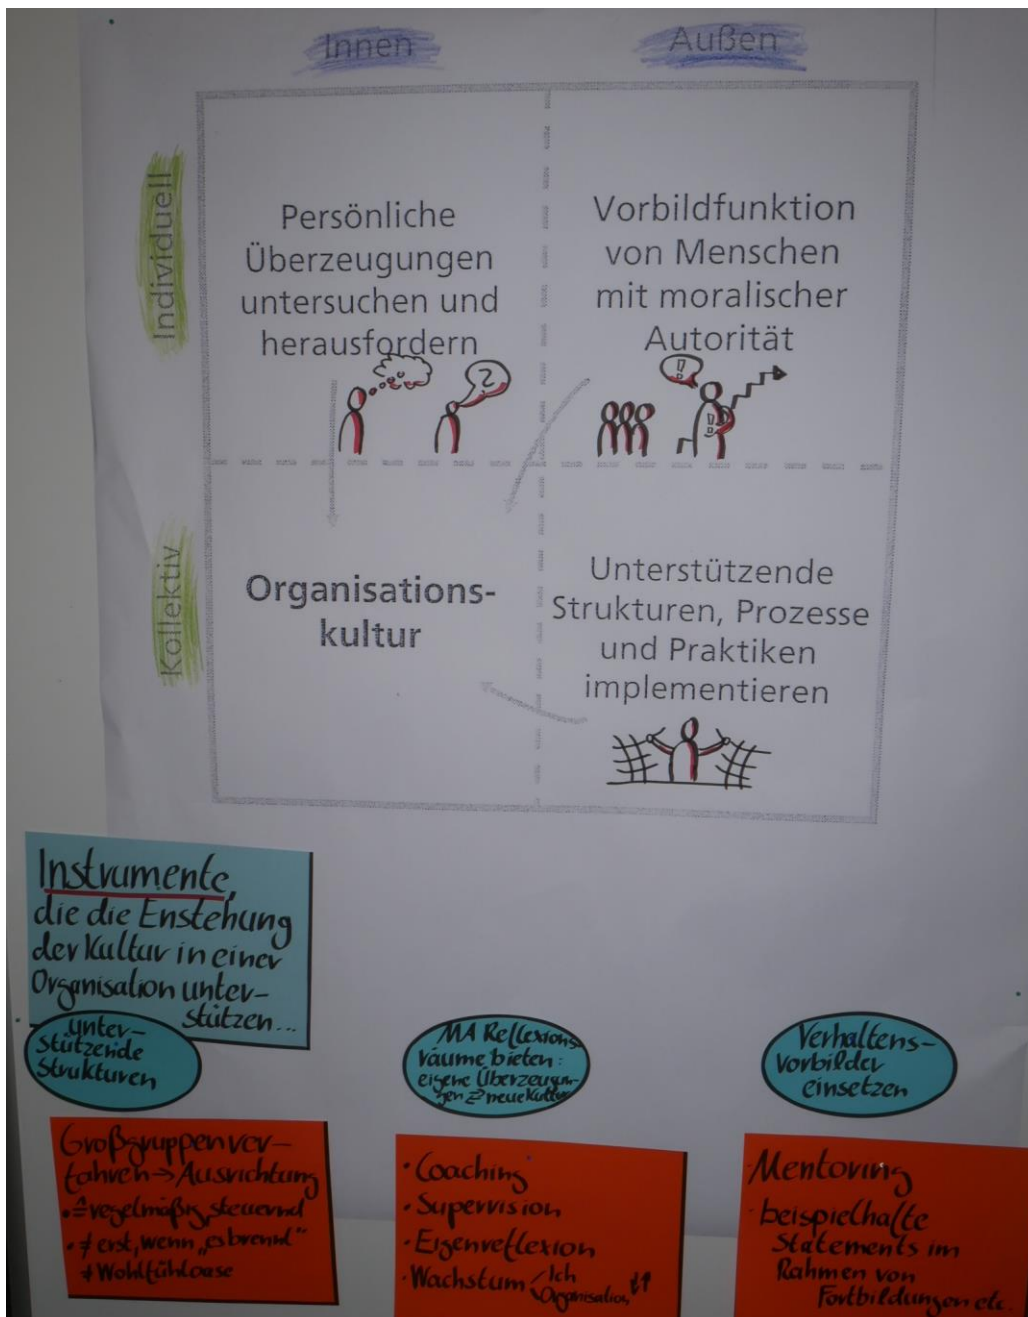 Innen
Außen
Individuell
Persönliche
Überzeugungen
untersuchen und
herausfordern
?
Vorbildfunktion
von Menschen
mit moralischer
Autorität
!
!
Kollektiv
Organisations-
kultur
Unterstützende
Strukturen, Prozesse
und Praktiken
implementieren
Instrumente,
die die Enstehung
der Kultur in einer
Organisation unter-
stützen...
unter-
stützende
Strukturen
MA Reflexions
räume bieten:
eigene Überzeugun-
gen ⇄ neue Kultur
Verhaltens-
vorbilder
einsetzen
Großgruppenver-
fahren → Ausrichtung
• ≙ regelmäßig, steuernd
• ≠ erst, wenn „es brennt"
≠ Wohlfühloase
• Coaching
• Supervision
• Eigenreflexion
• Wachstum Ich
Organisation ↓↑
• Mentoring
• beispielhafte
Statements im
Rahmen von
Fortbildungen etc.